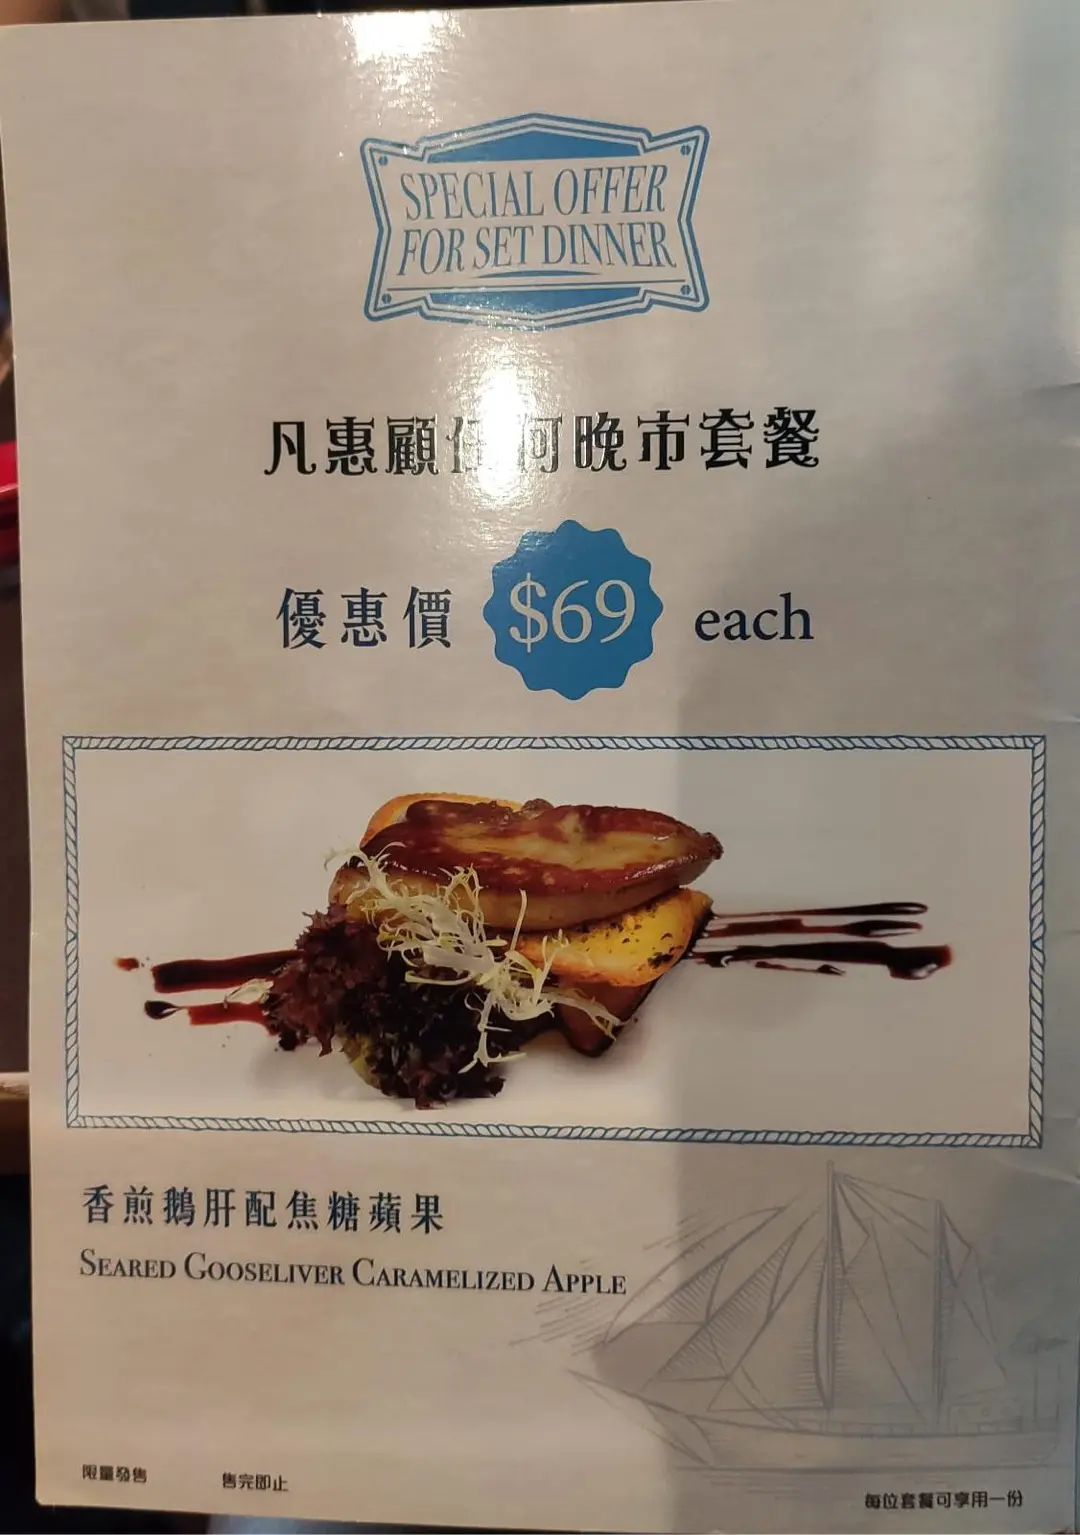 SPECIAL OFFER
FOR SET DINNER
凡惠顧任何晚市套餐
優惠價 $69 each
香煎鵝肝配焦糖蘋果
SEARED GOOSELIVER CARAMELIZED APPLE
限量發售 售完即止 每位套餐可享用一份